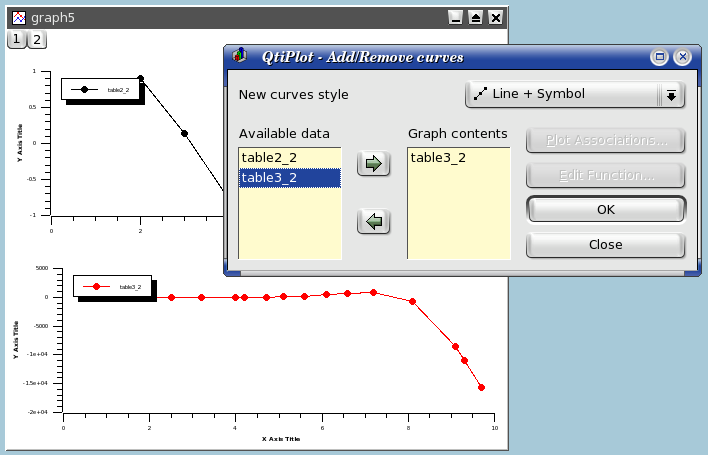 graph5
1 2
QtiPlot - Add/Remove curves
New curves style
Line + Symbol
Available data
Graph contents
table2_2
table3_2
table3_2
Plot Associations...
Edit Function...
OK
Close
table2_2
1
0.5
0
-0.5
-1
Y Axis Title
0 2
table3_2
5000
0
-5000
-1e+04
-1.5e+04
-2e+04
Y Axis Title
0 2 4 6 8 10
X Axis Title